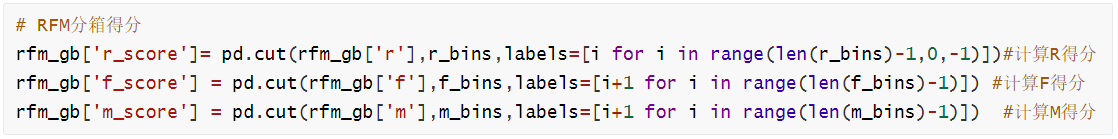 # RFM分箱得分
rfm_gb['r_score']= pd.cut(rfm_gb['r'],r_bins,labels=[i for i in range(len(r_bins)-1,0,-1)])#计算R得分
rfm_gb['f_score'] = pd.cut(rfm_gb['f'],f_bins,labels=[i+1 for i in range(len(f_bins)-1)]) #计算F得分
rfm_gb['m_score'] = pd.cut(rfm_gb['m'],m_bins,labels=[i+1 for i in range(len(m_bins)-1)])  #计算M得分